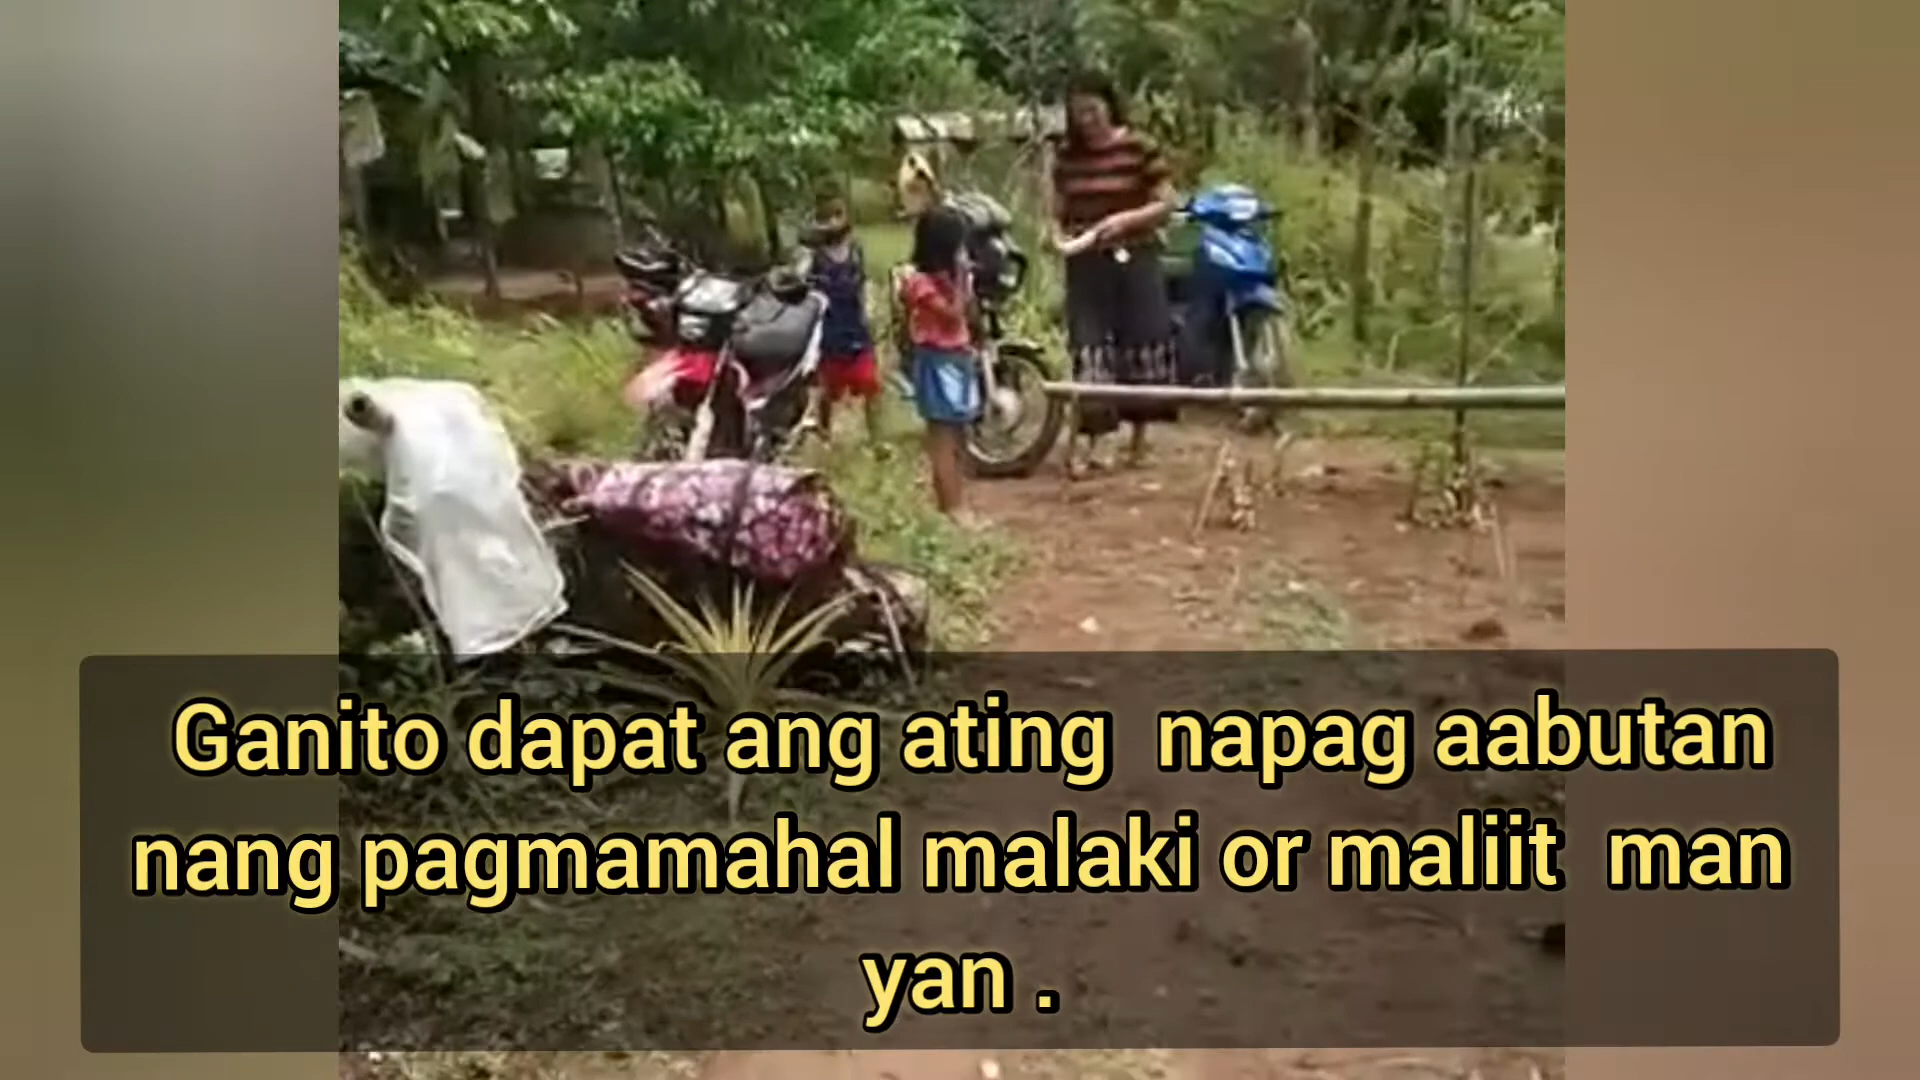 Ganito dapat ang ating napag aabutan
nang pagmamahal malaki or maliit man
yan .